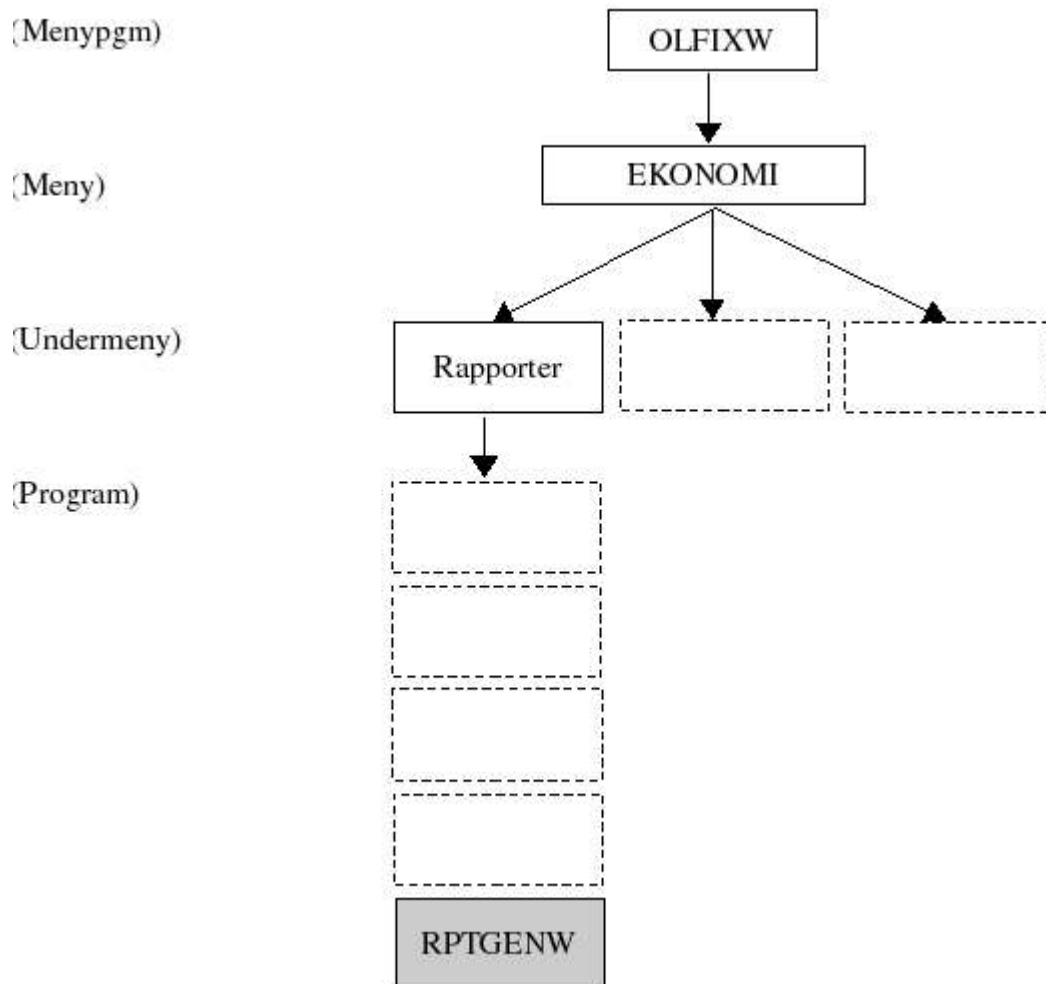 (Menypgm)
OLFIXW
(Meny)
EKONOMI
(Undermeny)
Rapporter
(Program)
RPTGENW